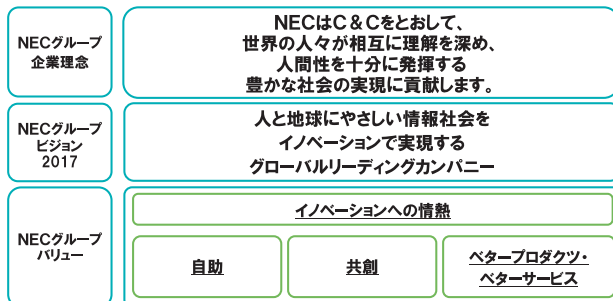 NECグループ
企業理念
NECはC&Cをとおして、
世界の人々が相互に理解を深め、
人間性を十分に発揮する
豊かな社会の実現に貢献します。
NECグループ
ビジョン
2017
人と地球にやさしい情報社会を
イノベーションで実現する
グローバルリーディングカンパニー
NECグループ
バリュー
イノベーションへの情熱
自助
共創
ベタープロダクツ・
ベターサービス